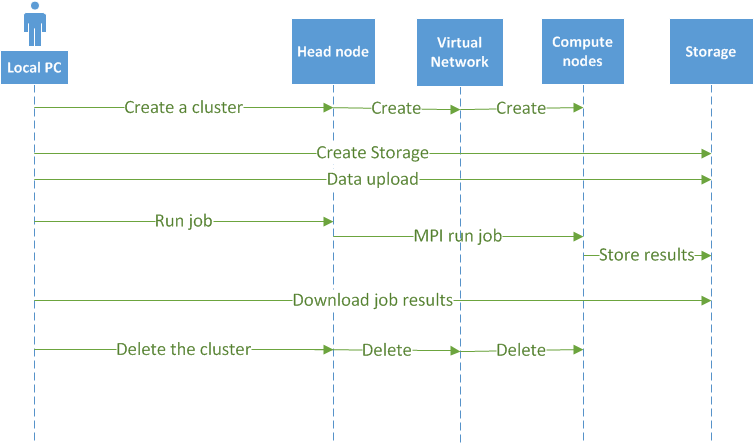 Local PC
Head node
Virtual
Network
Compute
nodes
Storage
Create a cluster
Create
Create
Create Storage
Data upload
Run job
MPI run job
Store results
Download job results
Delete the cluster
Delete
Delete